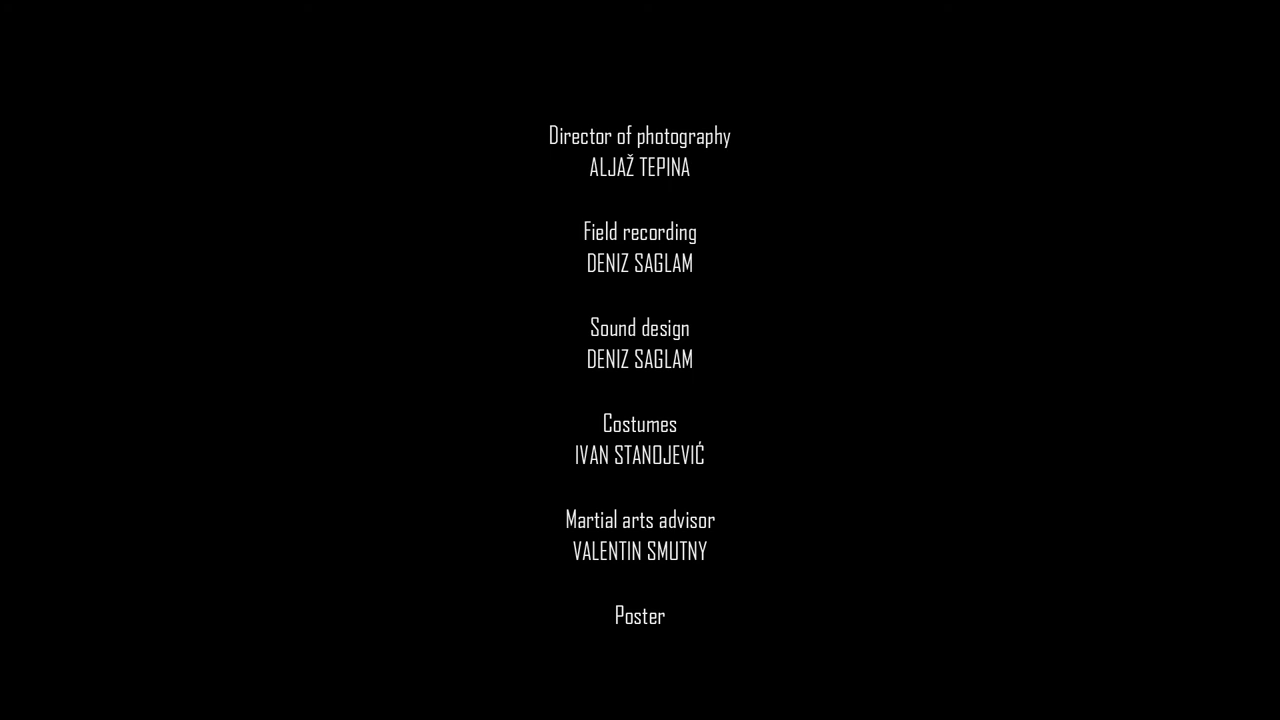 Director of photography
ALJAŽ TEPINA
Field recording
DENIZ SAGLAM
Sound design
DENIZ SAGLAM
Costumes
IVAN STANOJEVIĆ
Martial arts advisor
VALENTIN SMUTNY
Poster